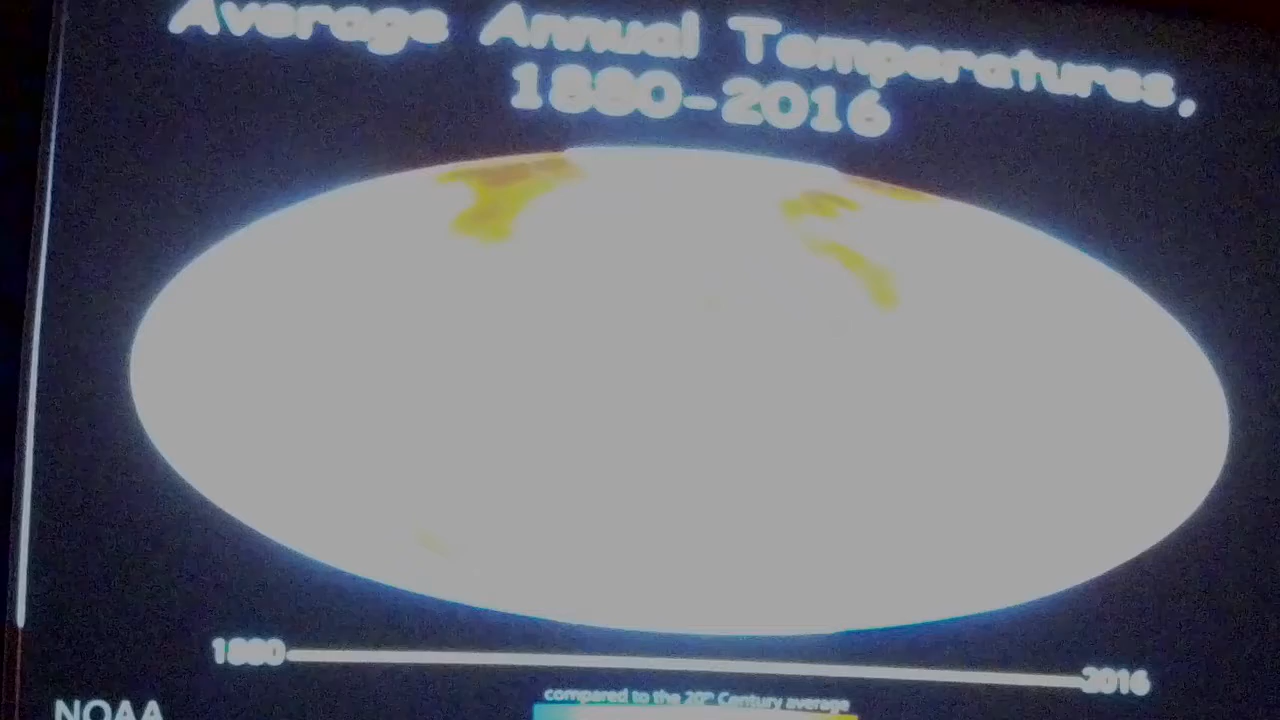 Average Annual Temperatures,
1880-2016
1880
2016
compared to the 20th Century average
NOAA